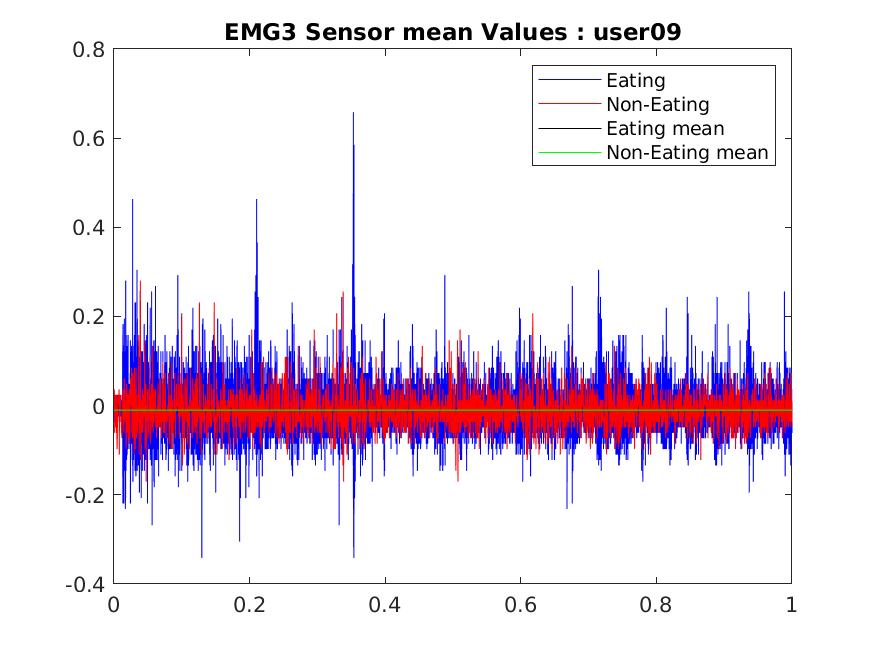 EMG3 Sensor mean Values : user09
0.8
0.6
0.4
0.2
0
-0.2
-0.4
0 0.2 0.4 0.6 0.8 1
Eating
Non-Eating
Eating mean
Non-Eating mean